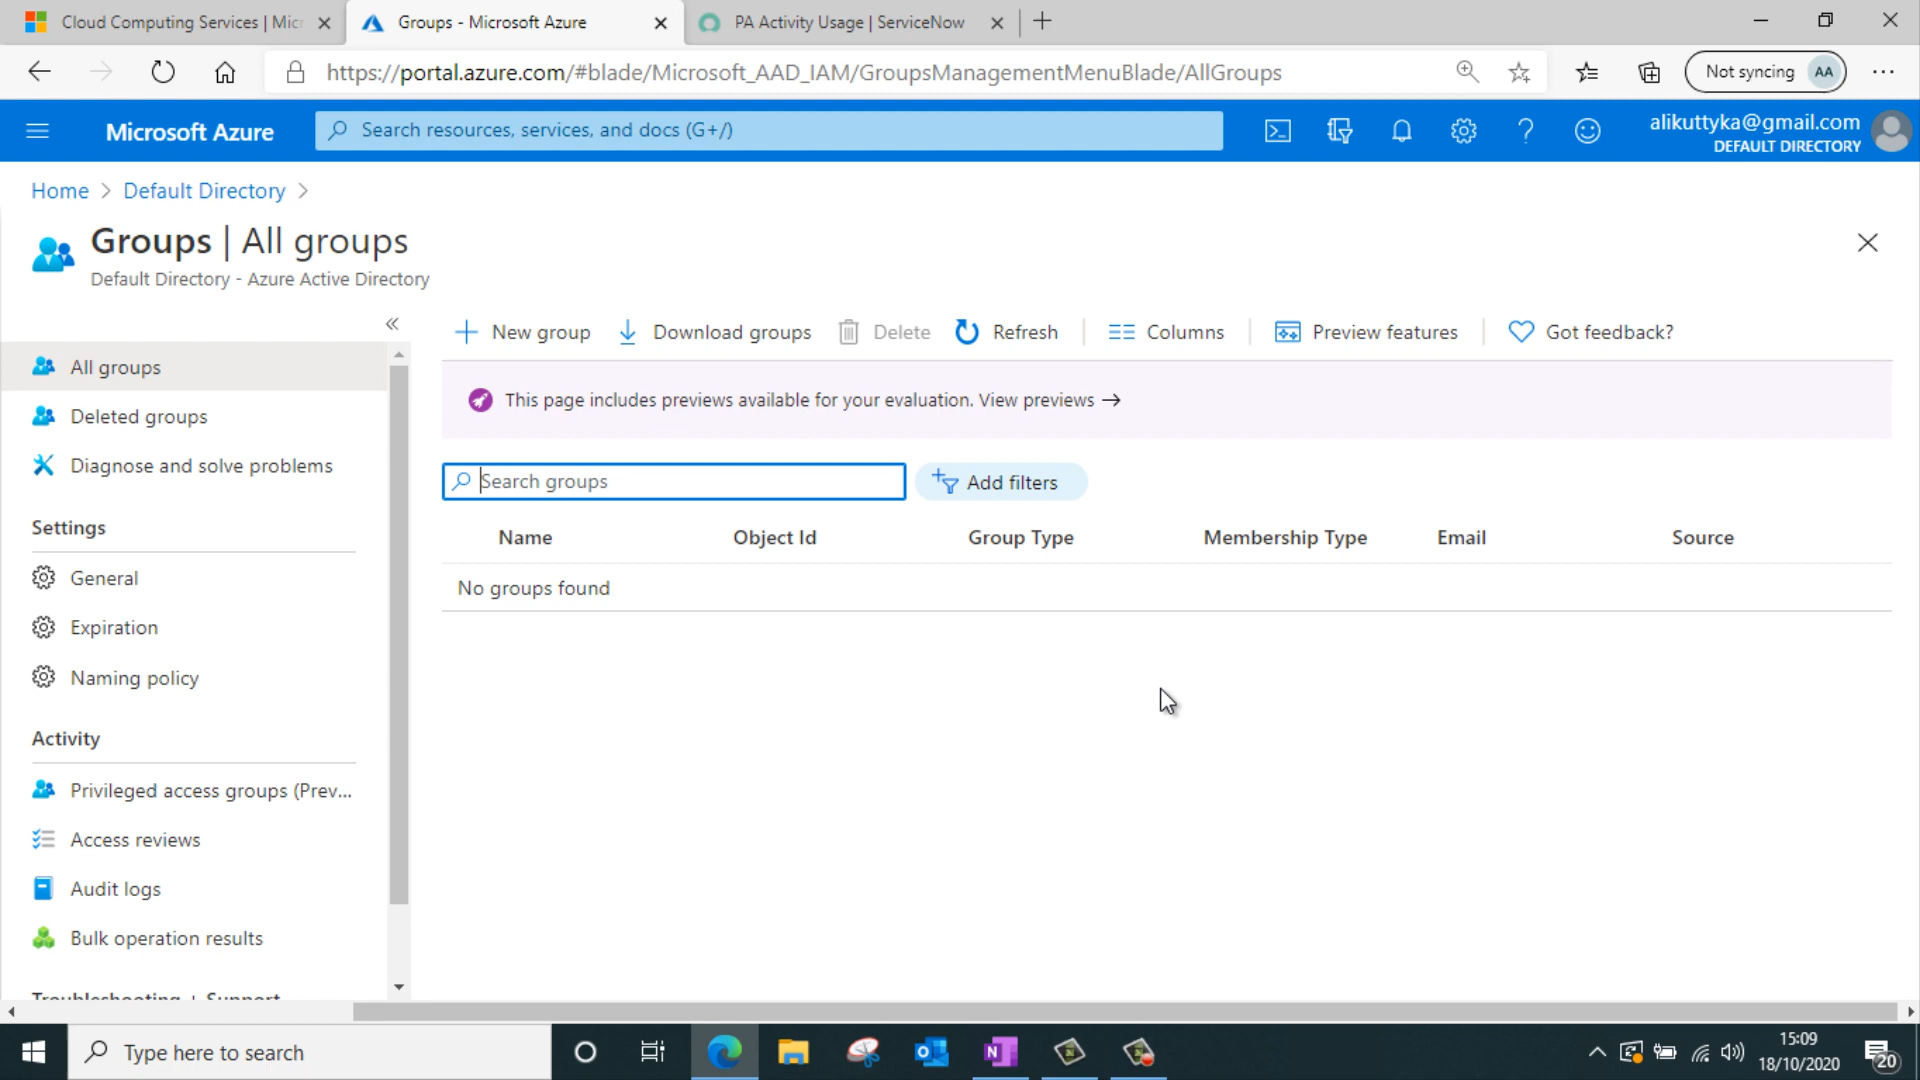 Cloud Computing Services | Micr
Groups - Microsoft Azure
PA Activity Usage | ServiceNow
https://portal.azure.com/#blade/Microsoft_AAD_IAM/GroupsManagementMenuBlade/AllGroups
Not syncing AA
Microsoft Azure
Search resources, services, and docs (G+/)
alikuttyka@gmail.com
DEFAULT DIRECTORY
Home > Default Directory >
Groups | All groups
Default Directory - Azure Active Directory
New group
Download groups
Delete
Refresh
Columns
Preview features
Got feedback?
All groups
Deleted groups
Diagnose and solve problems
Settings
General
Expiration
Naming policy
Activity
Privileged access groups (Prev...
Access reviews
Audit logs
Bulk operation results
Troubleshooting + Support
This page includes previews available for your evaluation. View previews →
Search groups
Add filters
Name Object Id Group Type Membership Type Email Source
No groups found
Type here to search
15:09
18/10/2020
20